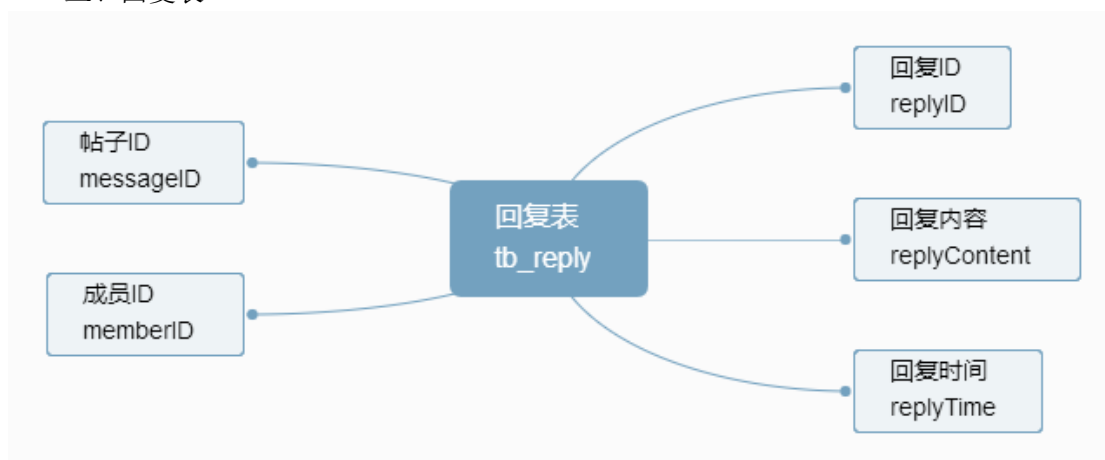 帖子ID
messageID
成员ID
memberID
回复表
tb_reply
回复ID
replyID
回复内容
replyContent
回复时间
replyTime